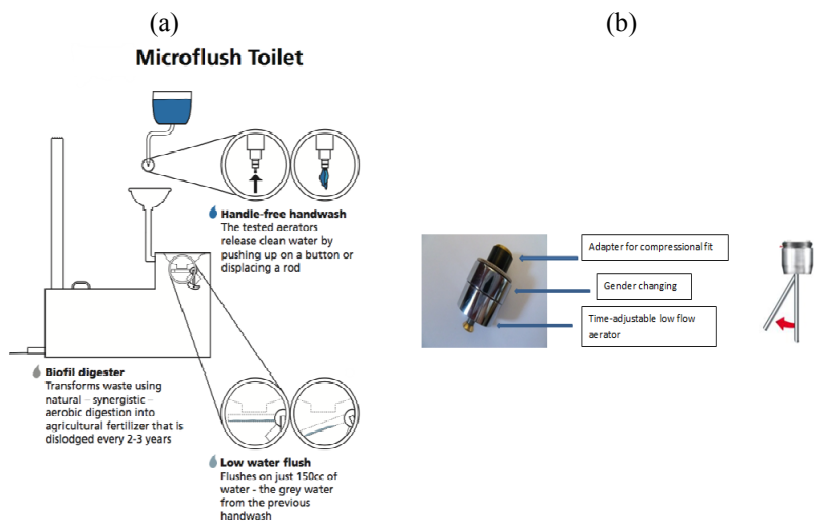 (a)
Microflush Toilet
Handle-free handwash
The tested aerators
release clean water by
pushing up on a button or
displacing a rod
Biofil digester
Transforms waste using
natural – synergistic –
aerobic digestion into
agricultural fertilizer that is
dislodged every 2-3 years
Low water flush
Flushes on just 150cc of
water - the grey water
from the previous
handwash
(b)
Adapter for compressional fit
Gender changing
Time-adjustable low flow
aerator